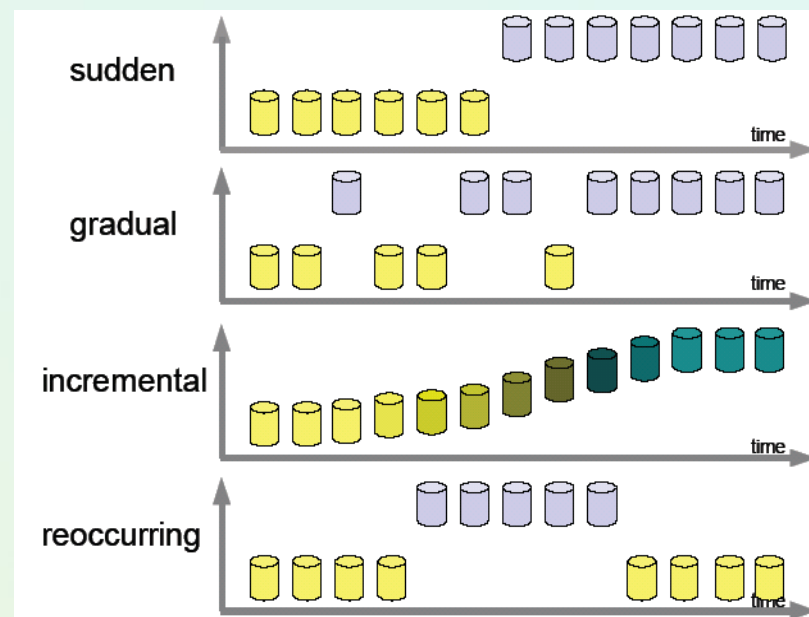 sudden
time
gradual
time
incremental
time
reoccurring
time